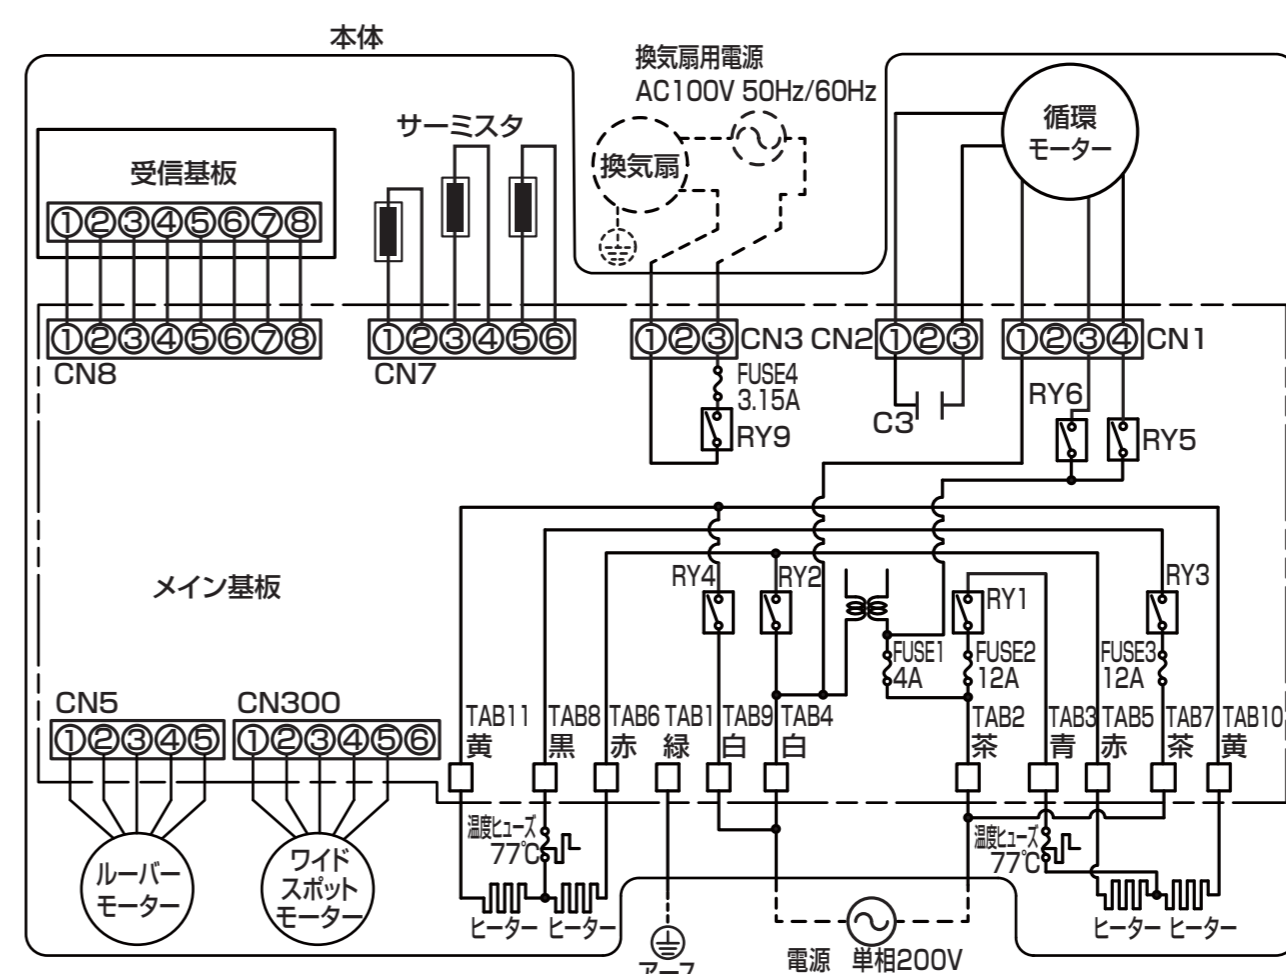 本体
換気扇用電源
AC100V 50Hz/60Hz
サーミスタ
循環
モーター
受信基板
換気扇
①②③④⑤⑥⑦⑧
①②③④⑤⑥⑦⑧
①②③④⑤⑥
①②③
CN3
CN2
①②③
①②③④
CN1
CN8
CN7
FUSE4
3.15A
RY9
C3
RY6
RY5
メイン基板
RY4
RY2
RY1
RY3
FUSE1
4A
FUSE2
12A
FUSE3
12A
CN5
CN300
①②③④⑤
①②③④⑤⑥
TAB11
黄
TAB8
黒
TAB6
赤
TAB1
緑
TAB9
白
TAB4
白
TAB2
茶
TAB3
青
TAB5
赤
TAB7
茶
TAB10
黄
温度ヒューズ
77℃
温度ヒューズ
77℃
ルーバー
モーター
ワイド
スポット
モーター
ヒーター
ヒーター
ヒーター
ヒーター
アース
電源 単相200V